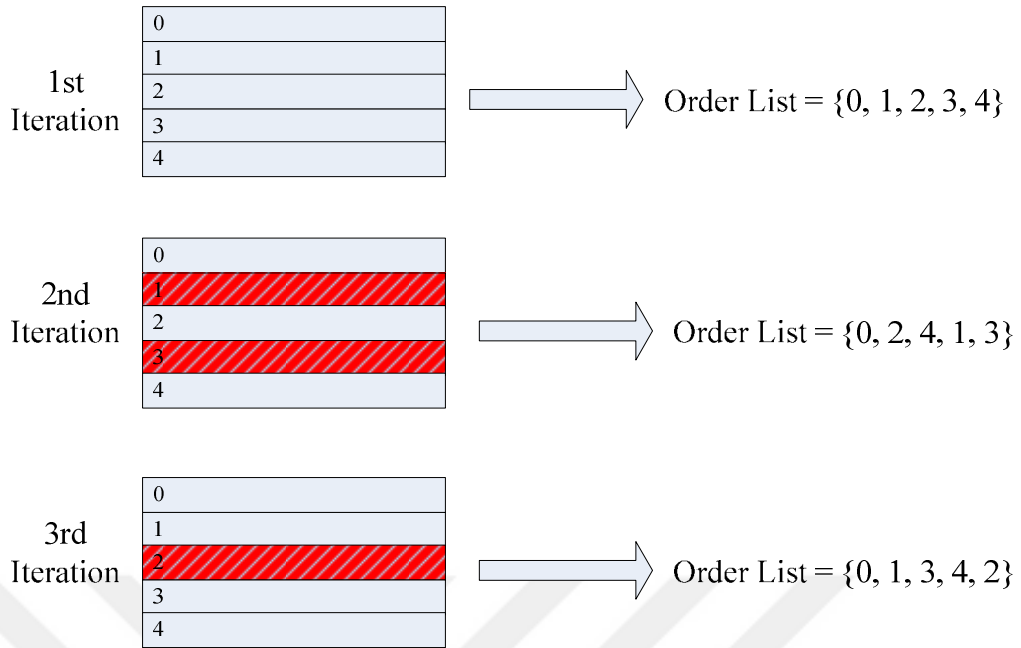 1st
Iteration
0
1
2
3
4
Order List = {0, 1, 2, 3, 4}
2nd
Iteration
0
1
2
3
4
Order List = {0, 2, 4, 1, 3}
3rd
Iteration
0
1
2
3
4
Order List = {0, 1, 3, 4, 2}